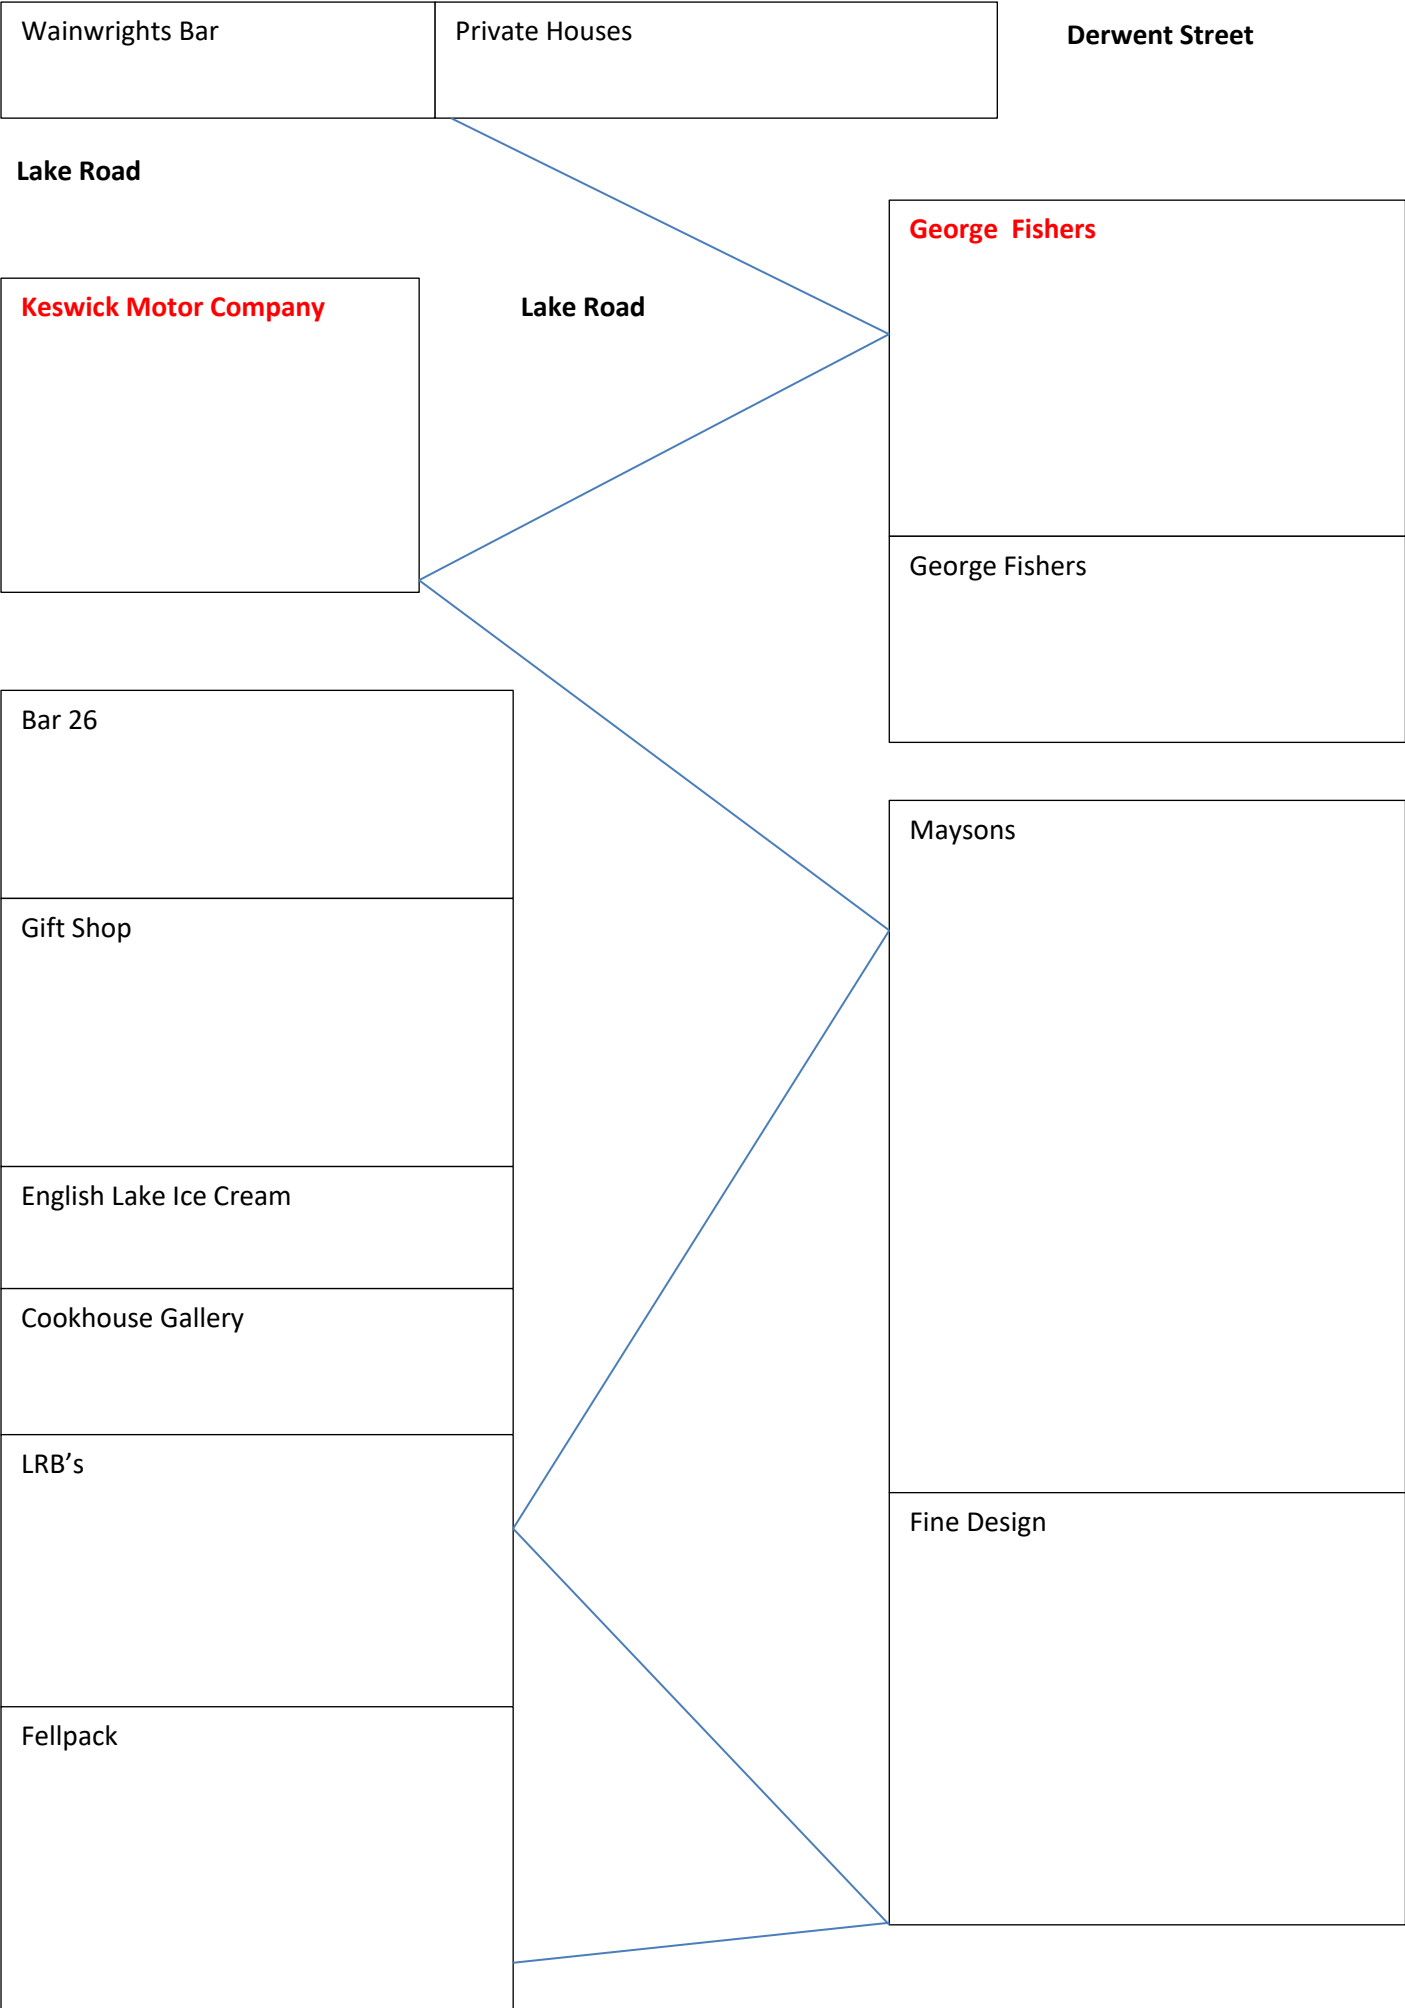 Wainwrights Bar
Private Houses
Derwent Street
Lake Road
George  Fishers
Keswick Motor Company
Lake Road
George Fishers
Bar 26
Maysons
Gift Shop
English Lake Ice Cream
Cookhouse Gallery
LRB’s
Fine Design
Fellpack